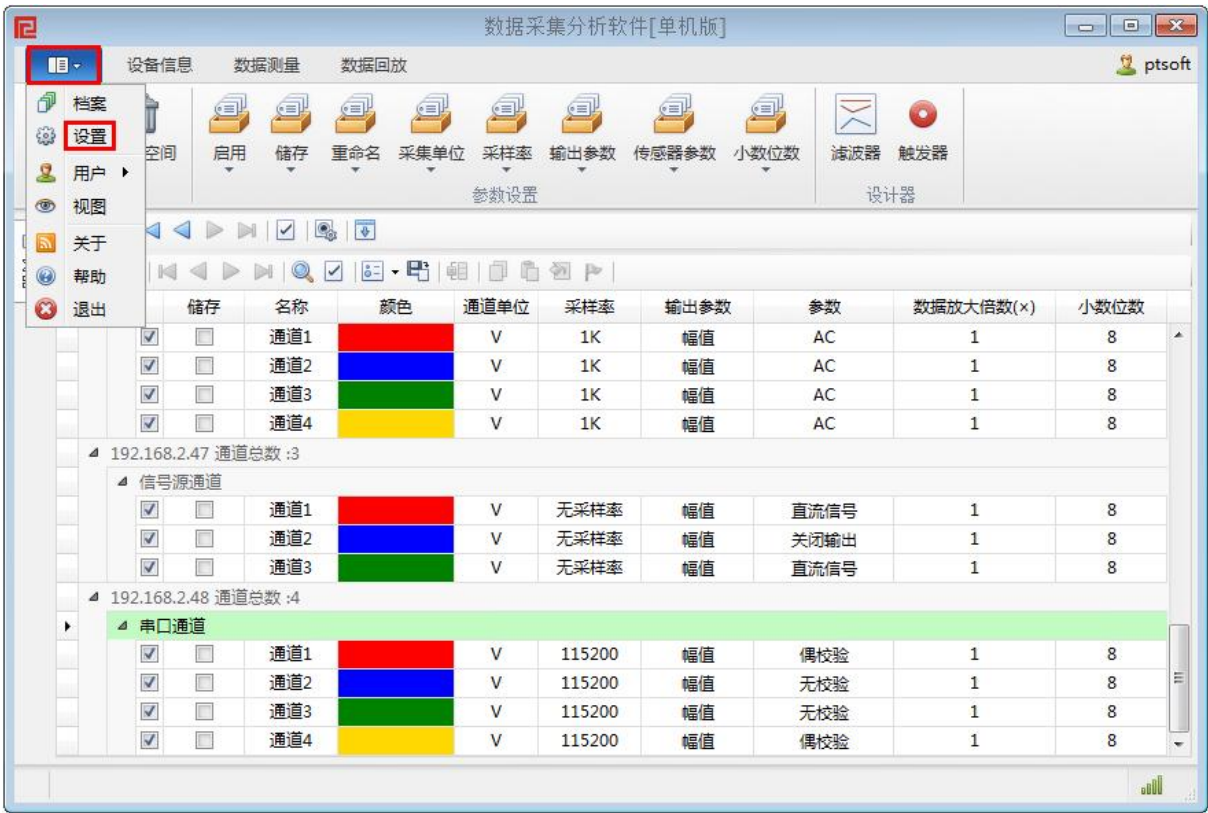 数据采集分析软件[单机版]
设备信息 数据测量 数据回放 ptsoft
档案
设置
用户
视图
关于
帮助
退出
空间 启用 储存 重命名 采集单位 采样率 输出参数 传感器参数 小数位数 滤波器 触发器
参数设置 设计器
储存 名称 颜色 通道单位 采样率 输出参数 参数 数据放大倍数(×) 小数位数
通道1 V 1K 幅值 AC 1 8
通道2 V 1K 幅值 AC 1 8
通道3 V 1K 幅值 AC 1 8
通道4 V 1K 幅值 AC 1 8
192.168.2.47 通道总数 :3
信号源通道
通道1 V 无采样率 幅值 直流信号 1 8
通道2 V 无采样率 幅值 关闭输出 1 8
通道3 V 无采样率 幅值 直流信号 1 8
192.168.2.48 通道总数 :4
串口通道
通道1 V 115200 幅值 偶校验 1 8
通道2 V 115200 幅值 无校验 1 8
通道3 V 115200 幅值 无校验 1 8
通道4 V 115200 幅值 偶校验 1 8